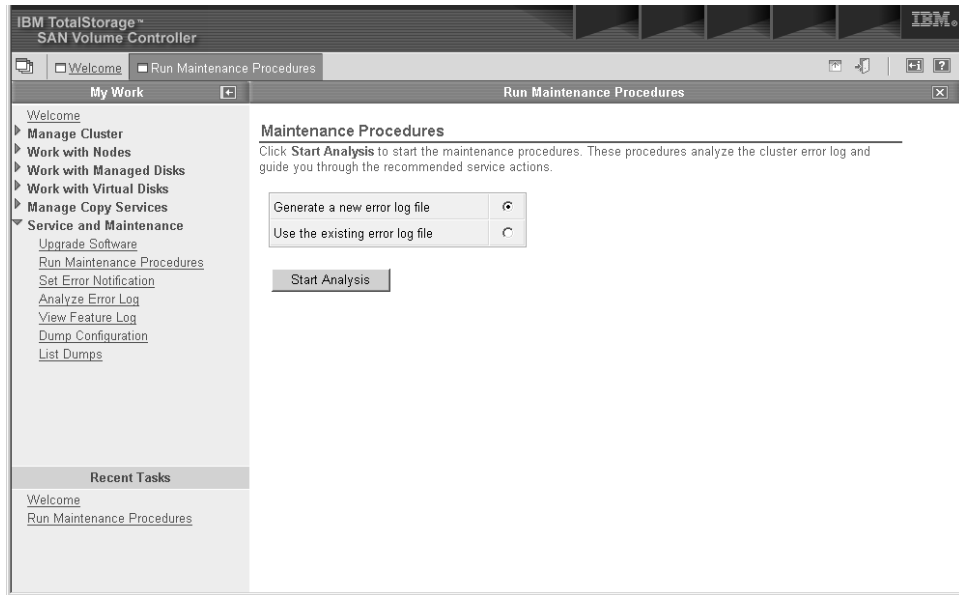 IBM TotalStorage™
SAN Volume Controller
IBM®
Welcome
Run Maintenance Procedures
My Work
Run Maintenance Procedures
Welcome
Manage Cluster
Work with Nodes
Work with Managed Disks
Work with Virtual Disks
Manage Copy Services
Service and Maintenance
Upgrade Software
Run Maintenance Procedures
Set Error Notification
Analyze Error Log
View Feature Log
Dump Configuration
List Dumps
Recent Tasks
Welcome
Run Maintenance Procedures
Maintenance Procedures
Click Start Analysis to start the maintenance procedures. These procedures analyze the cluster error log and
guide you through the recommended service actions.
Generate a new error log file
Use the existing error log file
Start Analysis